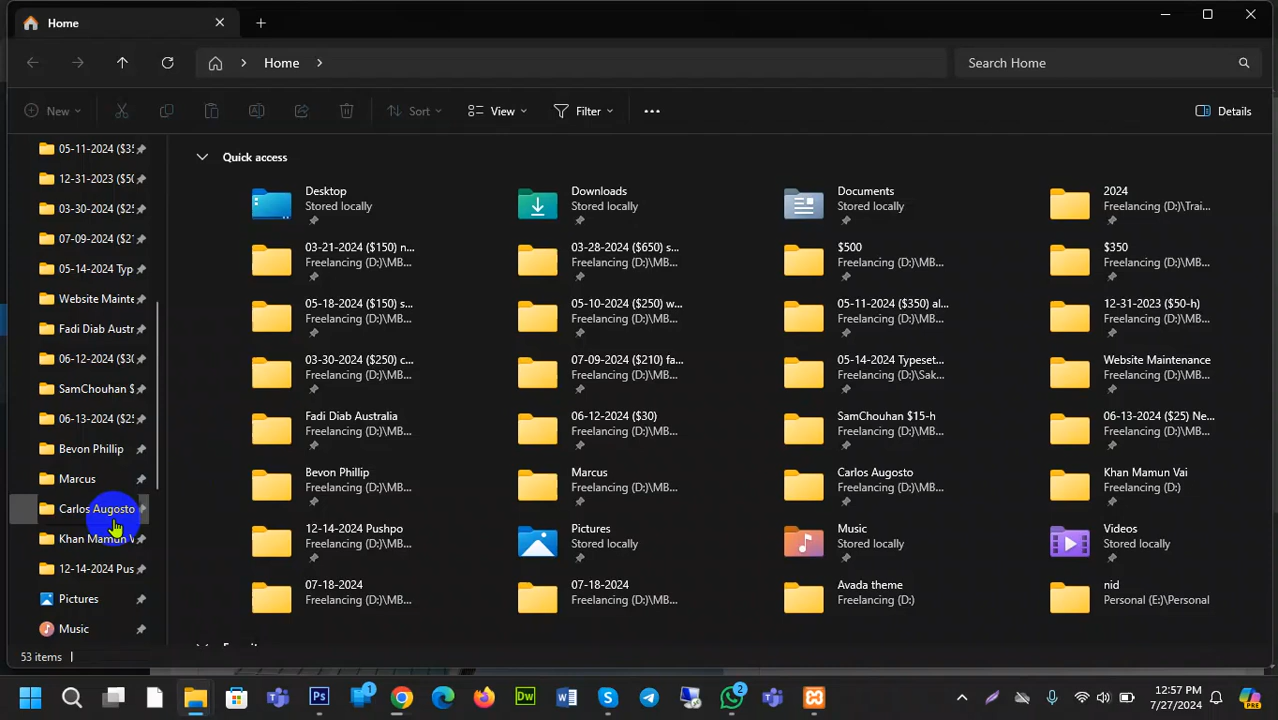 Home
Home
Search Home
New
Sort
View
Filter
Details
05-11-2024 ($35
12-31-2023 ($50
03-30-2024 ($25
07-09-2024 ($21
05-14-2024 Typ
Website Mainte
Fadi Diab Austr
06-12-2024 ($30
SamChouhan $
06-13-2024 ($25
Bevon Phillip
Marcus
Carlos Augosto
Khan Mamun V
12-14-2024 Pus
Pictures
Music
53 items
Quick access
Desktop
Stored locally
Downloads
Stored locally
Documents
Stored locally
2024
Freelancing (D:)\Trai...
03-21-2024 ($150) n...
Freelancing (D:)\MB...
03-28-2024 ($650) s...
Freelancing (D:)\MB...
$500
Freelancing (D:)\MB...
$350
Freelancing (D:)\MB...
05-18-2024 ($150) s...
Freelancing (D:)\MB...
05-10-2024 ($250) w...
Freelancing (D:)\MB...
05-11-2024 ($350) al...
Freelancing (D:)\MB...
12-31-2023 ($50-h)
Freelancing (D:)\MB...
03-30-2024 ($250) c...
Freelancing (D:)\MB...
07-09-2024 ($210) fa...
Freelancing (D:)\MB...
05-14-2024 Typeset...
Freelancing (D:)\Sak...
Website Maintenance
Freelancing (D:)\MB...
Fadi Diab Australia
Freelancing (D:)\MB...
06-12-2024 ($30)
Freelancing (D:)\MB...
SamChouhan $15-h
Freelancing (D:)\MB...
06-13-2024 ($25) Ne...
Freelancing (D:)\MB...
Bevon Phillip
Freelancing (D:)\MB...
Marcus
Freelancing (D:)\MB...
Carlos Augosto
Freelancing (D:)\MB...
Khan Mamun Vai
Freelancing (D:)
12-14-2024 Pushpo
Freelancing (D:)\MB...
Pictures
Stored locally
Music
Stored locally
Videos
Stored locally
07-18-2024
Freelancing (D:)\MB...
07-18-2024
Freelancing (D:)\MB...
Avada theme
Freelancing (D:)
nid
Personal (E:)\Personal
Ps
1
Dw
2
12:57 PM
7/27/2024
PRE